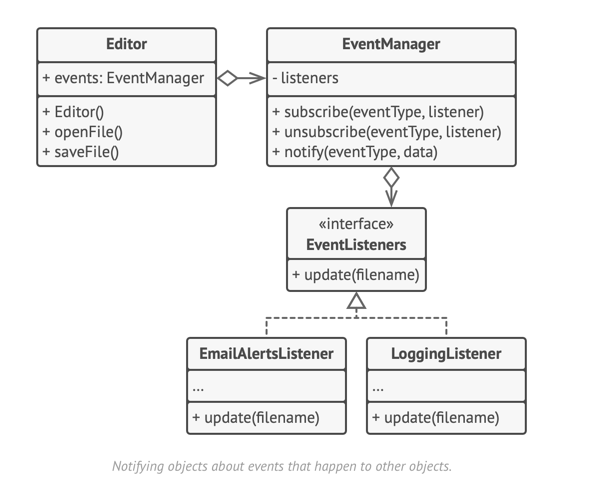 Editor
+ events: EventManager
+ Editor()
+ openFile()
+ saveFile()
EventManager
- listeners
+ subscribe(eventType, listener)
+ unsubscribe(eventType, listener)
+ notify(eventType, data)
«interface»
EventListeners
+ update(filename)
EmailAlertsListener
...
+ update(filename)
LoggingListener
...
+ update(filename)
Notifying objects about events that happen to other objects.